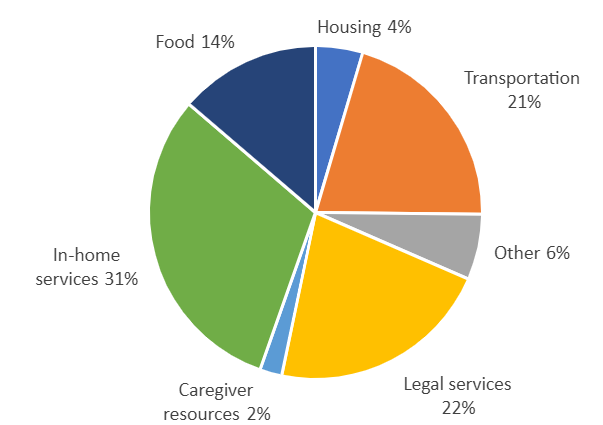 Housing 4%
Food 14%
Transportation
21%
Other 6%
In-home
services 31%
Legal services
22%
Caregiver
resources 2%